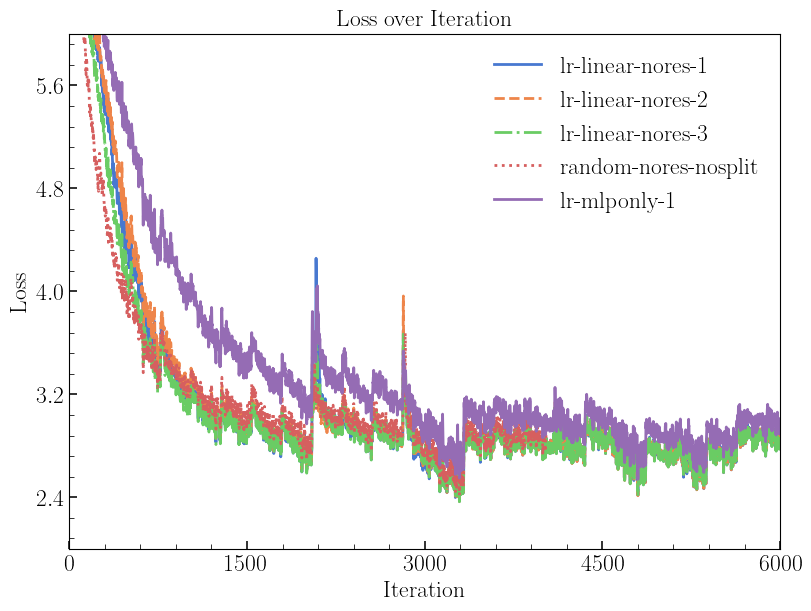 Loss over Iteration
lr-linear-nores-1
lr-linear-nores-2
lr-linear-nores-3
random-nores-nosplit
lr-mlponly-1
Loss
5.6
4.8
4.0
3.2
2.4
0 1500 3000 4500 6000
Iteration